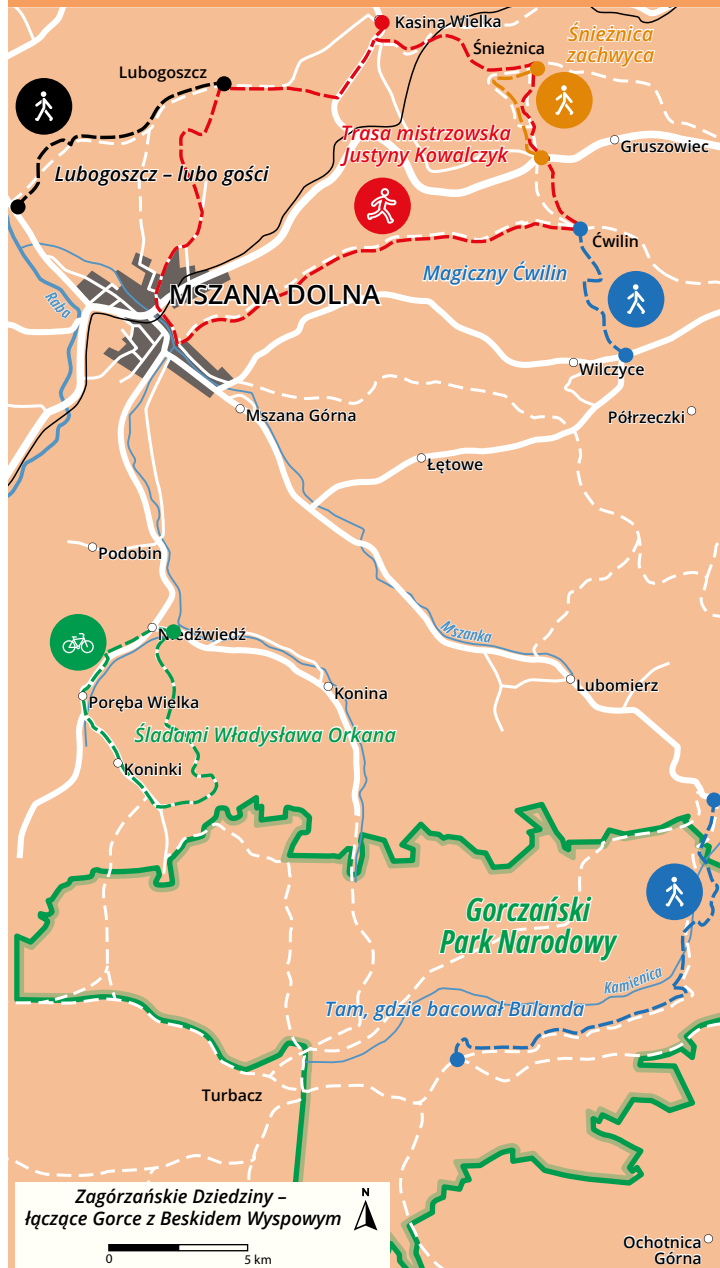 Kasina Wielka
Śnieżnica
zachwyca
Śnieżnica
Lubogoszcz
Trasa mistrzowska
Justyny Kowalczyk
Gruszowiec
Lubogoszcz – lubo gości
Ćwilin
Magiczny Ćwilin
MSZANA DOLNA
Raba
Wilczyce
Mszana Górna
Półrzeczki
Łętowe
Podobin
Niedźwiedź
Mszanka
Lubomierz
Konina
Poręba Wielka
Śladami Władysława Orkana
Koninki
Gorczański
Park Narodowy
Kamienica
Tam, gdzie bacował Bulanda
Turbacz
Zagórzańskie Dziedziny –
łączące Gorce z Beskidem Wyspowym
N
0 5 km
Ochotnica
Górna